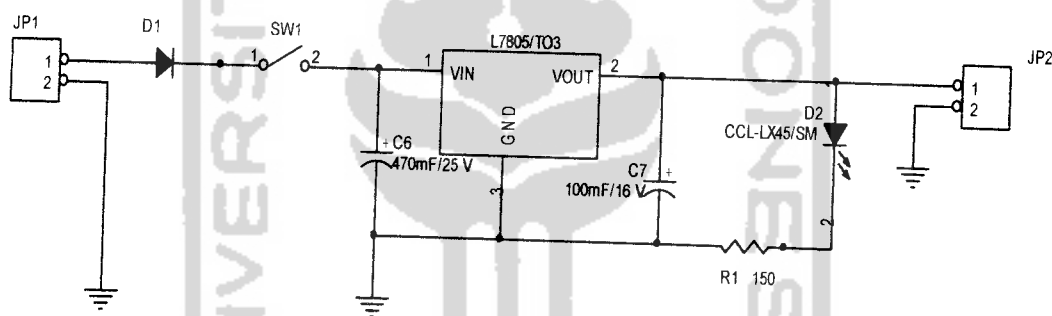 JP1
1
2
D1
SW1
1
2
L7805/TO3
1
VIN
VOUT
2
GND
3
+
C6
470mF/25 V
C7
+
100mF/16 V
D2
CCL-LX45/SM
2
R1 150
JP2
1
2
VERSIT